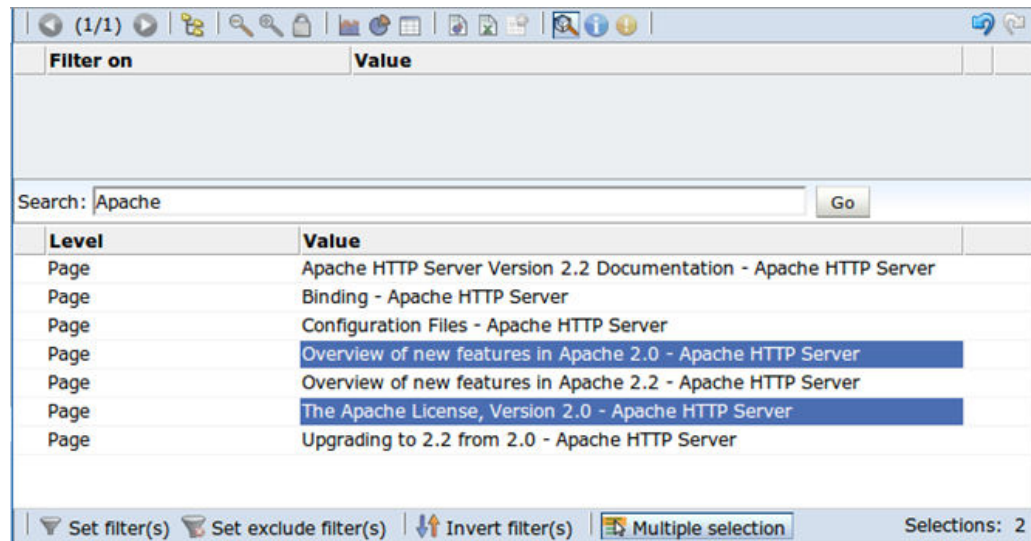 (1/1)
Filter on Value
Search: Apache Go
Level Value
Page Apache HTTP Server Version 2.2 Documentation - Apache HTTP Server
Page Binding - Apache HTTP Server
Page Configuration Files - Apache HTTP Server
Page Overview of new features in Apache 2.0 - Apache HTTP Server
Page Overview of new features in Apache 2.2 - Apache HTTP Server
Page The Apache License, Version 2.0 - Apache HTTP Server
Page Upgrading to 2.2 from 2.0 - Apache HTTP Server
Set filter(s) Set exclude filter(s) Invert filter(s) Multiple selection Selections: 2